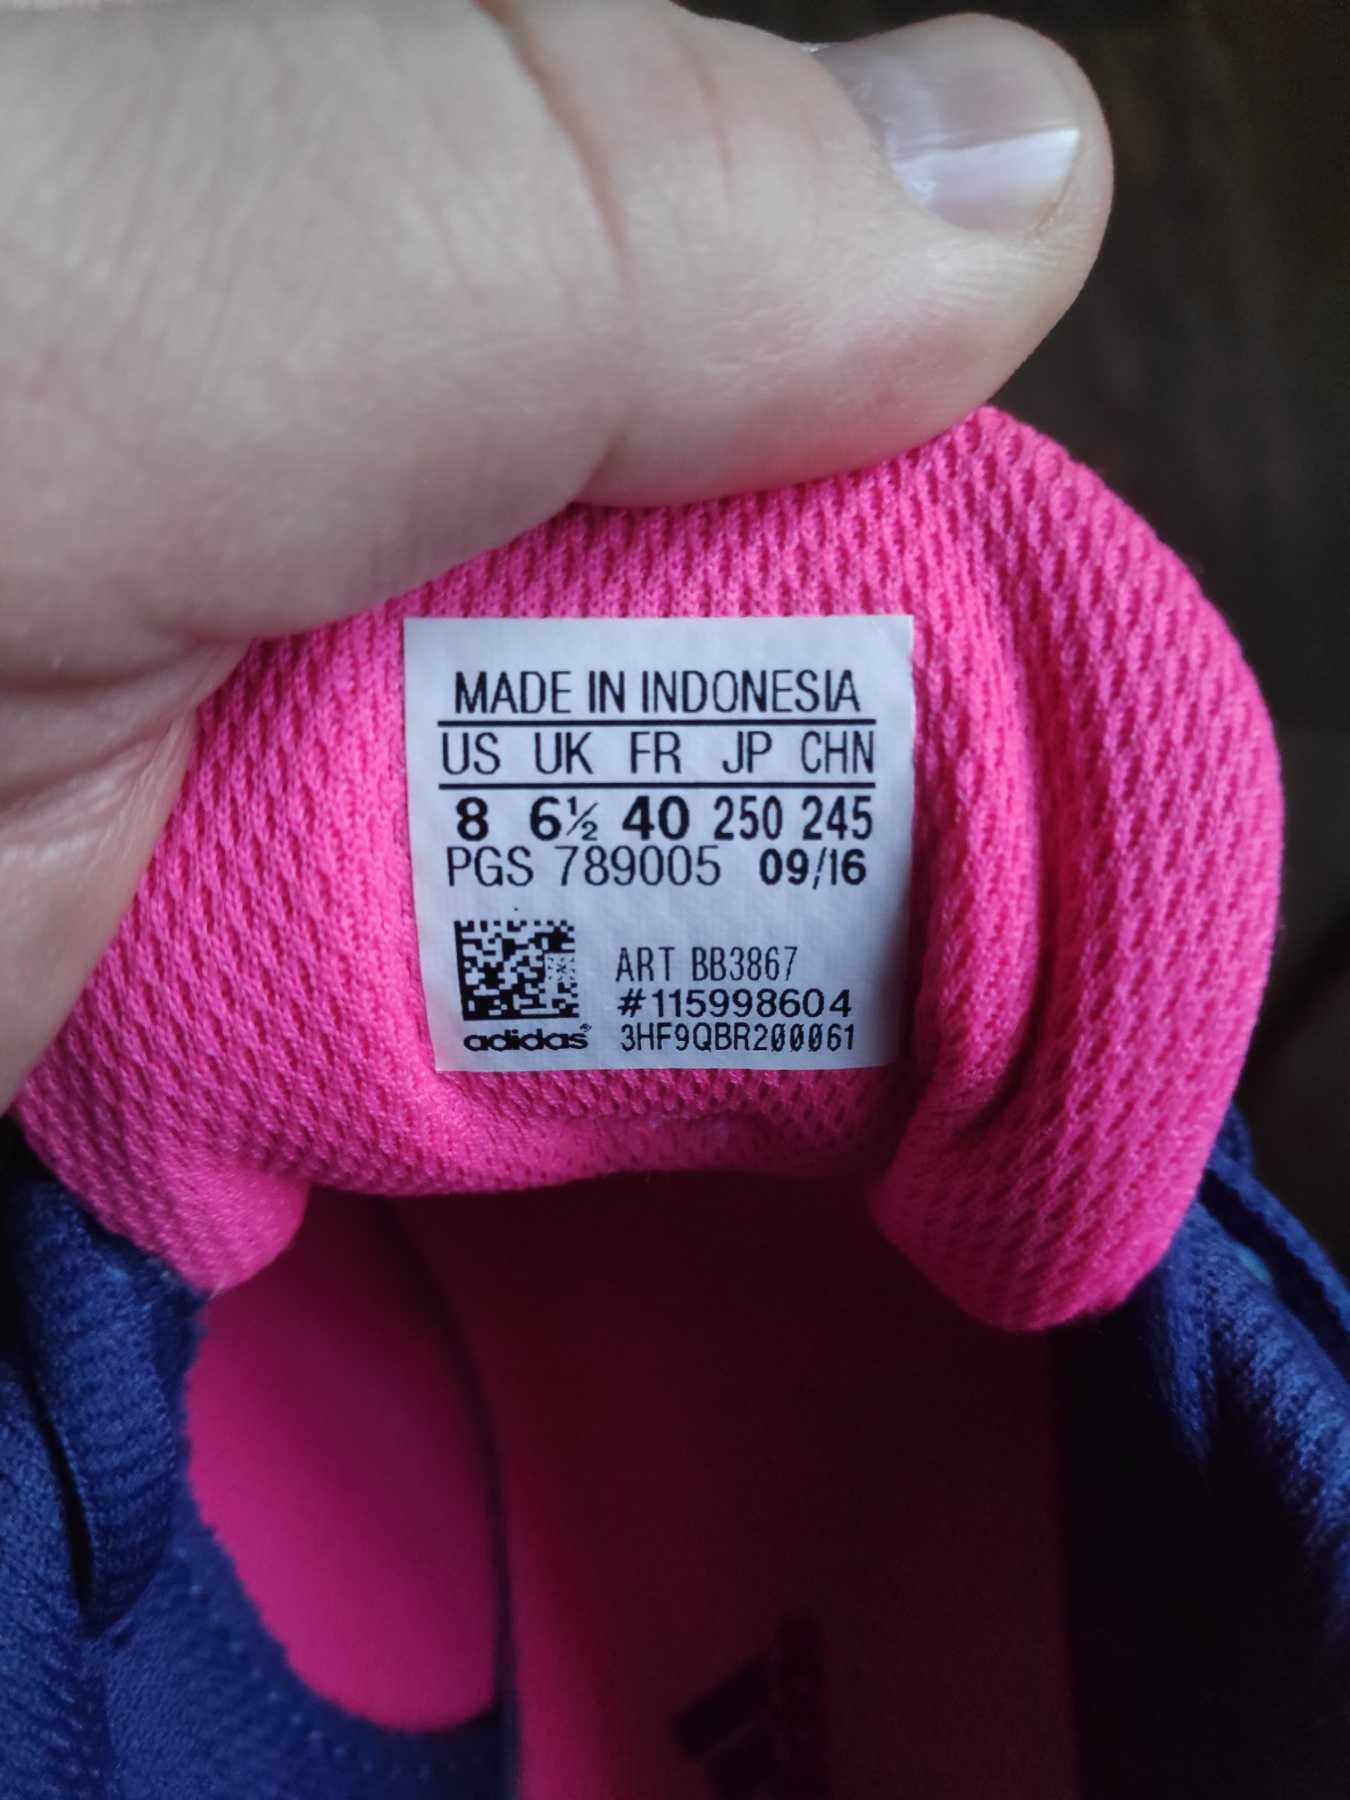 MADE IN INDONESIA
US UK FR JP CHN
8 6½ 40 250 245
PGS 789005 09/16
ART BB3867
#115998604
adidas® 3HF9QBR200061